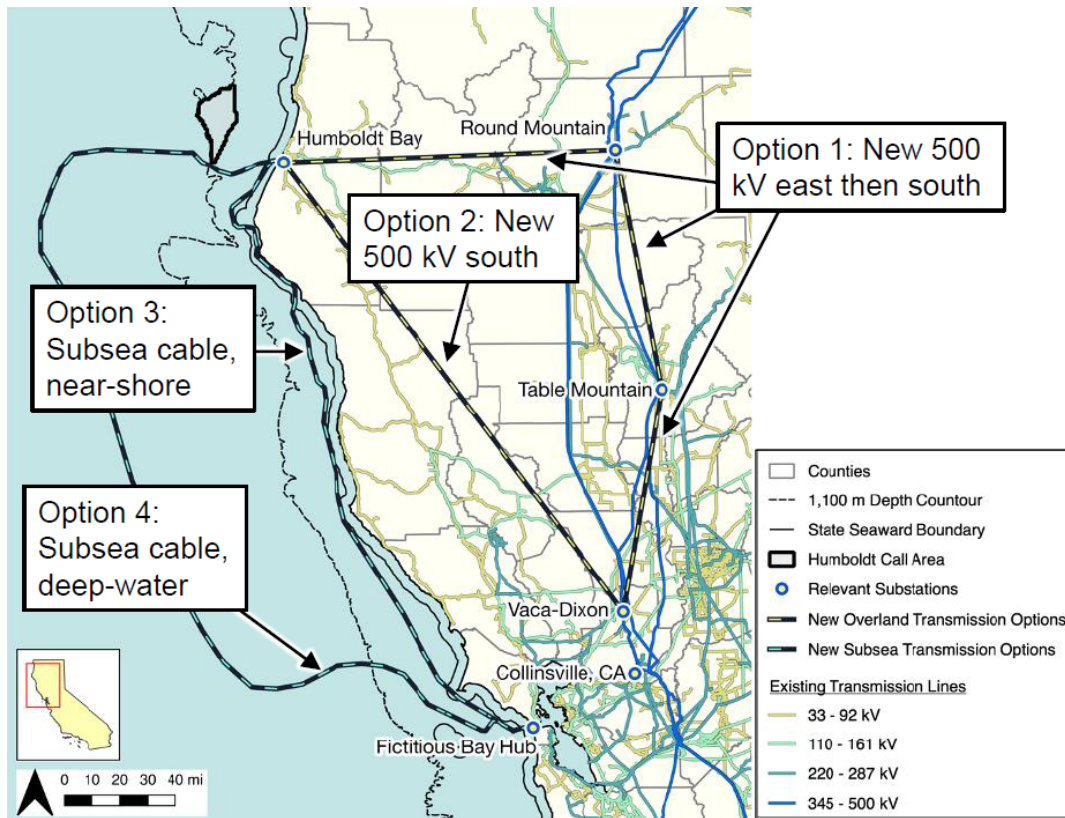 Humboldt Bay
Round Mountain
Option 1: New 500
kV east then south
Option 2: New
500 kV south
Option 3:
Subsea cable,
near-shore
Table Mountain
Option 4:
Subsea cable,
deep-water
Vaca-Dixon
Collinsville, CA
Fictitious Bay Hub
0 10 20 30 40 mi
Counties
1,100 m Depth Countour
State Seaward Boundary
Humboldt Call Area
Relevant Substations
New Overland Transmission Options
New Subsea Transmission Options
Existing Transmission Lines
33 - 92 kV
110 - 161 kV
220 - 287 kV
345 - 500 kV